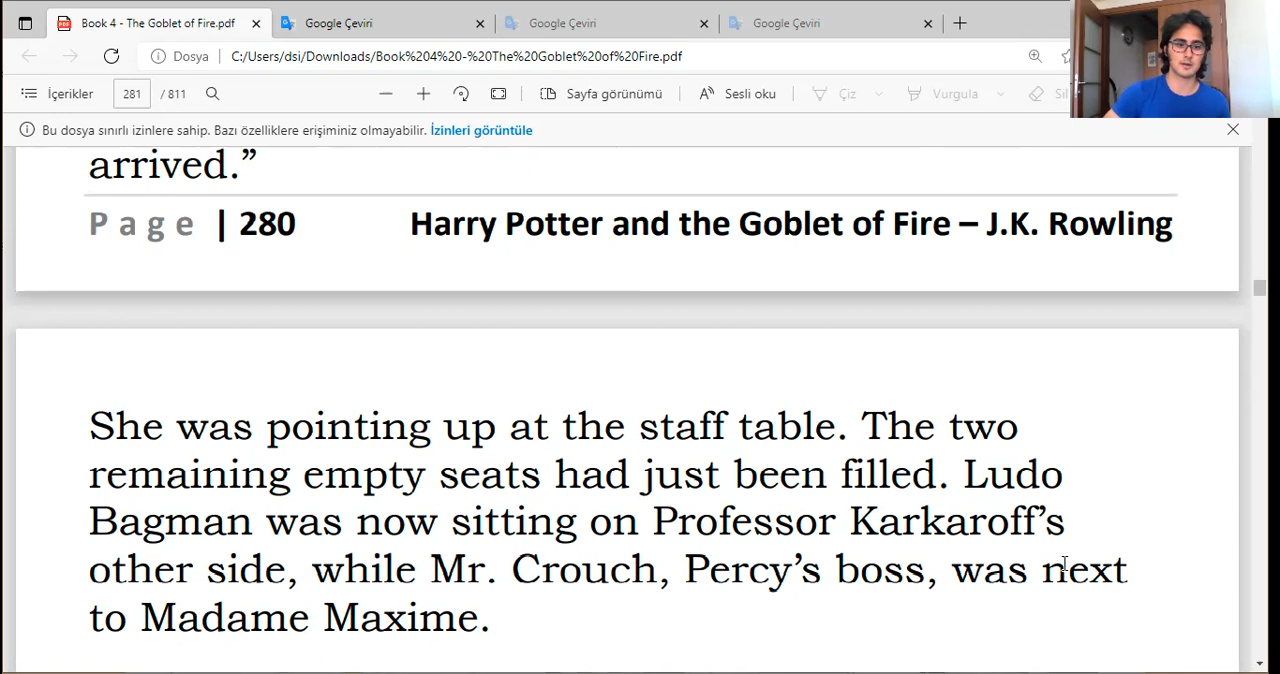 Book 4 - The Goblet of Fire.pdf
Google Çeviri
Google Çeviri
Google Çeviri
Dosya
C:/Users/dsi/Downloads/Book%204%20-%20The%20Goblet%20of%20Fire.pdf
İçerikler
281 / 811
Sayfa görünümü
Sesli oku
Çiz
Vurgula
Sil
Bu dosya sınırlı izinlere sahip. Bazı özelliklere erişiminiz olmayabilir. İzinleri görüntüle
arrived.”
Page | 280 Harry Potter and the Goblet of Fire – J.K. Rowling
She was pointing up at the staff table. The two
remaining empty seats had just been filled. Ludo
Bagman was now sitting on Professor Karkaroff’s
other side, while Mr. Crouch, Percy’s boss, was next
to Madame Maxime.